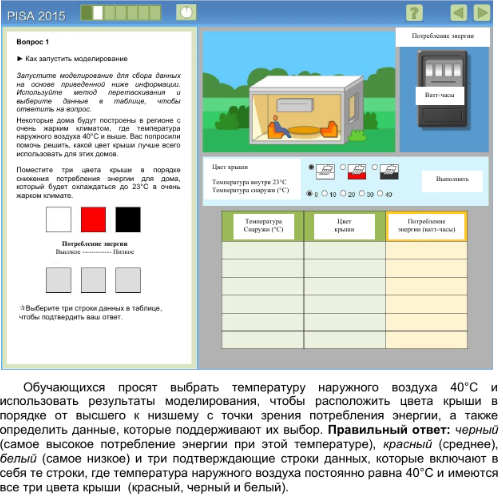 PISA 2015
?
Вопрос 1
► Как запустить моделирование
Запустите моделирование для сбора данных
на основе приведенной ниже информации.
Используйте метод перетаскивания и
выберите данные в таблице, чтобы
ответить на вопрос.
Некоторые дома будут построены в регионе с
очень жарким климатом, где температура
наружного воздуха 40°С и выше. Вас попросили
помочь решить, какой цвет крыши лучше всего
использовать для этих домов.
Поместите три цвета крыши в порядке
снижения потребления энергии для дома,
который будет охлаждаться до 23°С в очень
жарком климате.
Потребление энергии
Высокое ------------- Низкое
☆Выберите три строки данных в таблице,
чтобы подтвердить ваш ответ.
Потребление энергии
Ватт-часы
Цвет крыши
Температура внутри 23°С
Температура снаружи (°С)
0 10 20 30 40
Выполнить
Температура
Снаружи (°С)
Цвет
крыши
Потребление
энергии (ватт-часы)
Обучающихся просят выбрать температуру наружного воздуха 40°С и
использовать результаты моделирования, чтобы расположить цвета крыши в
порядке от высшего к низшему с точки зрения потребления энергии, а также
определить данные, которые поддерживают их выбор. Правильный ответ: черный
(самое высокое потребление энергии при этой температуре), красный (среднее),
белый (самое низкое) и три подтверждающие строки данных, которые включают в
себя те строки, где температура наружного воздуха постоянно равна 40°С и имеются
все три цвета крыши (красный, черный и белый).